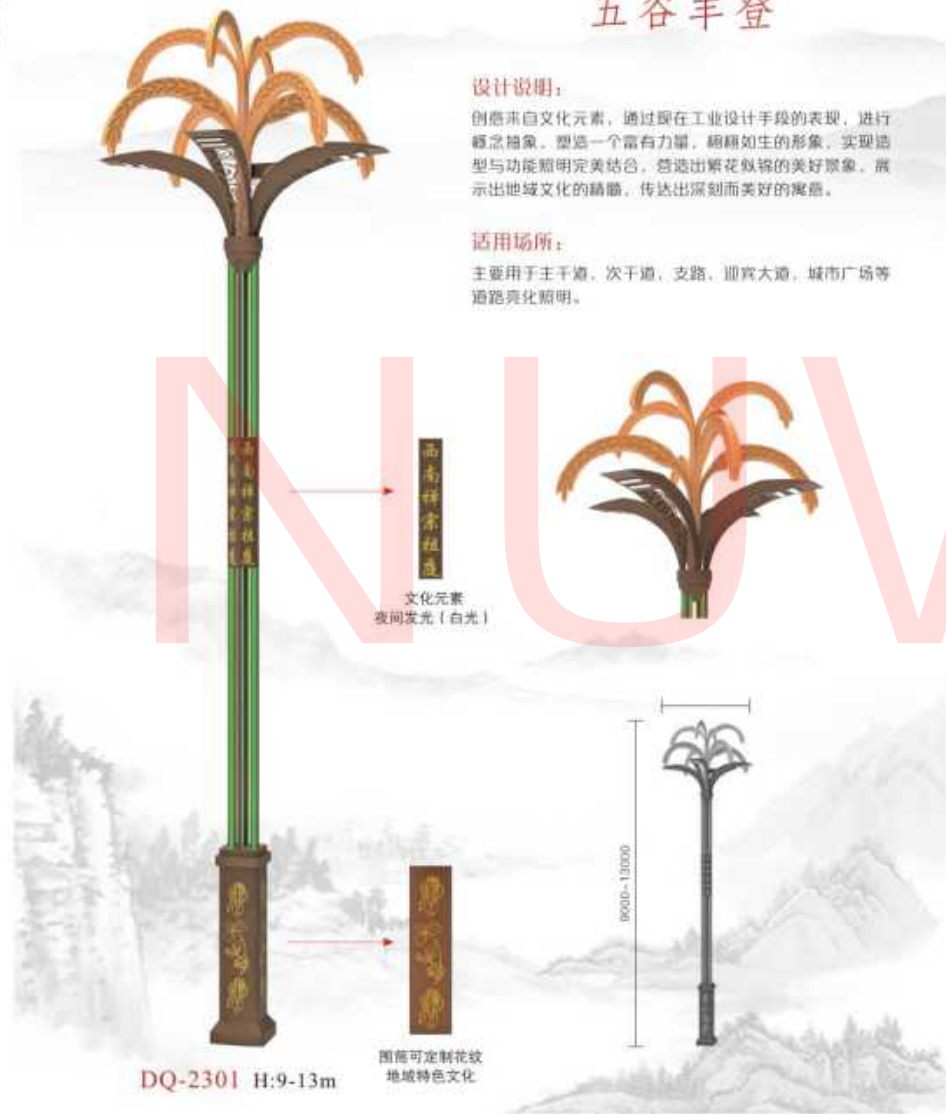 五谷丰登
设计说明：
创意来自文化元素，通过现在工业设计手段的表现，进行
概念抽象，塑造一个富有力量，栩栩如生的形象，实现造
型与功能照明完美结合，营造出繁花似锦的美好景象，展
示出地域文化的精髓，传达出深刻而美好的寓意。
适用场所：
主要用于主干道、次干道、支路、迎宾大道、城市广场等
道路亮化照明。
NUV
文化元素
夜间发光（白光）
9000-13000
围筒可定制花纹
地域特色文化
DQ-2301 H:9-13m